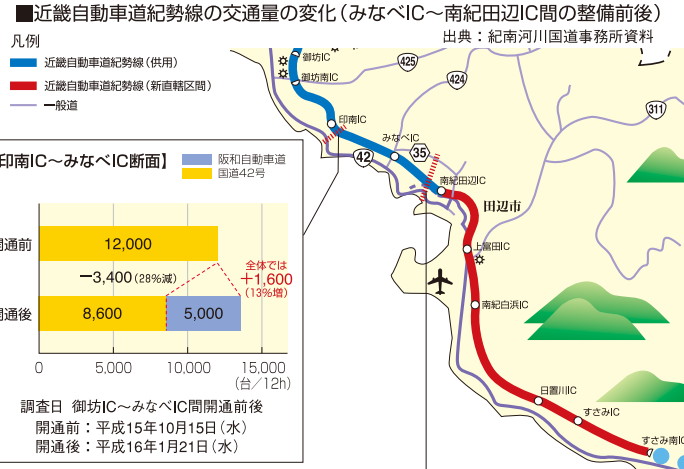 ■近畿自動車道紀勢線の交通量の変化(みなべIC～南紀田辺IC間の整備前後)
出典：紀南河川国道事務所資料
凡例
近畿自動車道紀勢線(供用)
近畿自動車道紀勢線(新直轄区間)
一般道
御坊IC
御坊南IC
425
424
311
印南IC
みなべIC
42
35
南紀田辺IC
田辺市
上富田IC
南紀白浜IC
日置川IC
すさみIC
すさみ南IC
印南IC～みなべIC断面】
阪和自動車道
国道42号
開通前
12,000
−3,400(28%減)
全体では
+1,600
(13%増)
開通後
8,600
5,000
0
5,000
10,000
15,000
(台／12h)
調査日 御坊IC～みなべIC間開通前後
開通前：平成15年10月15日(水)
開通後：平成16年1月21日(水)